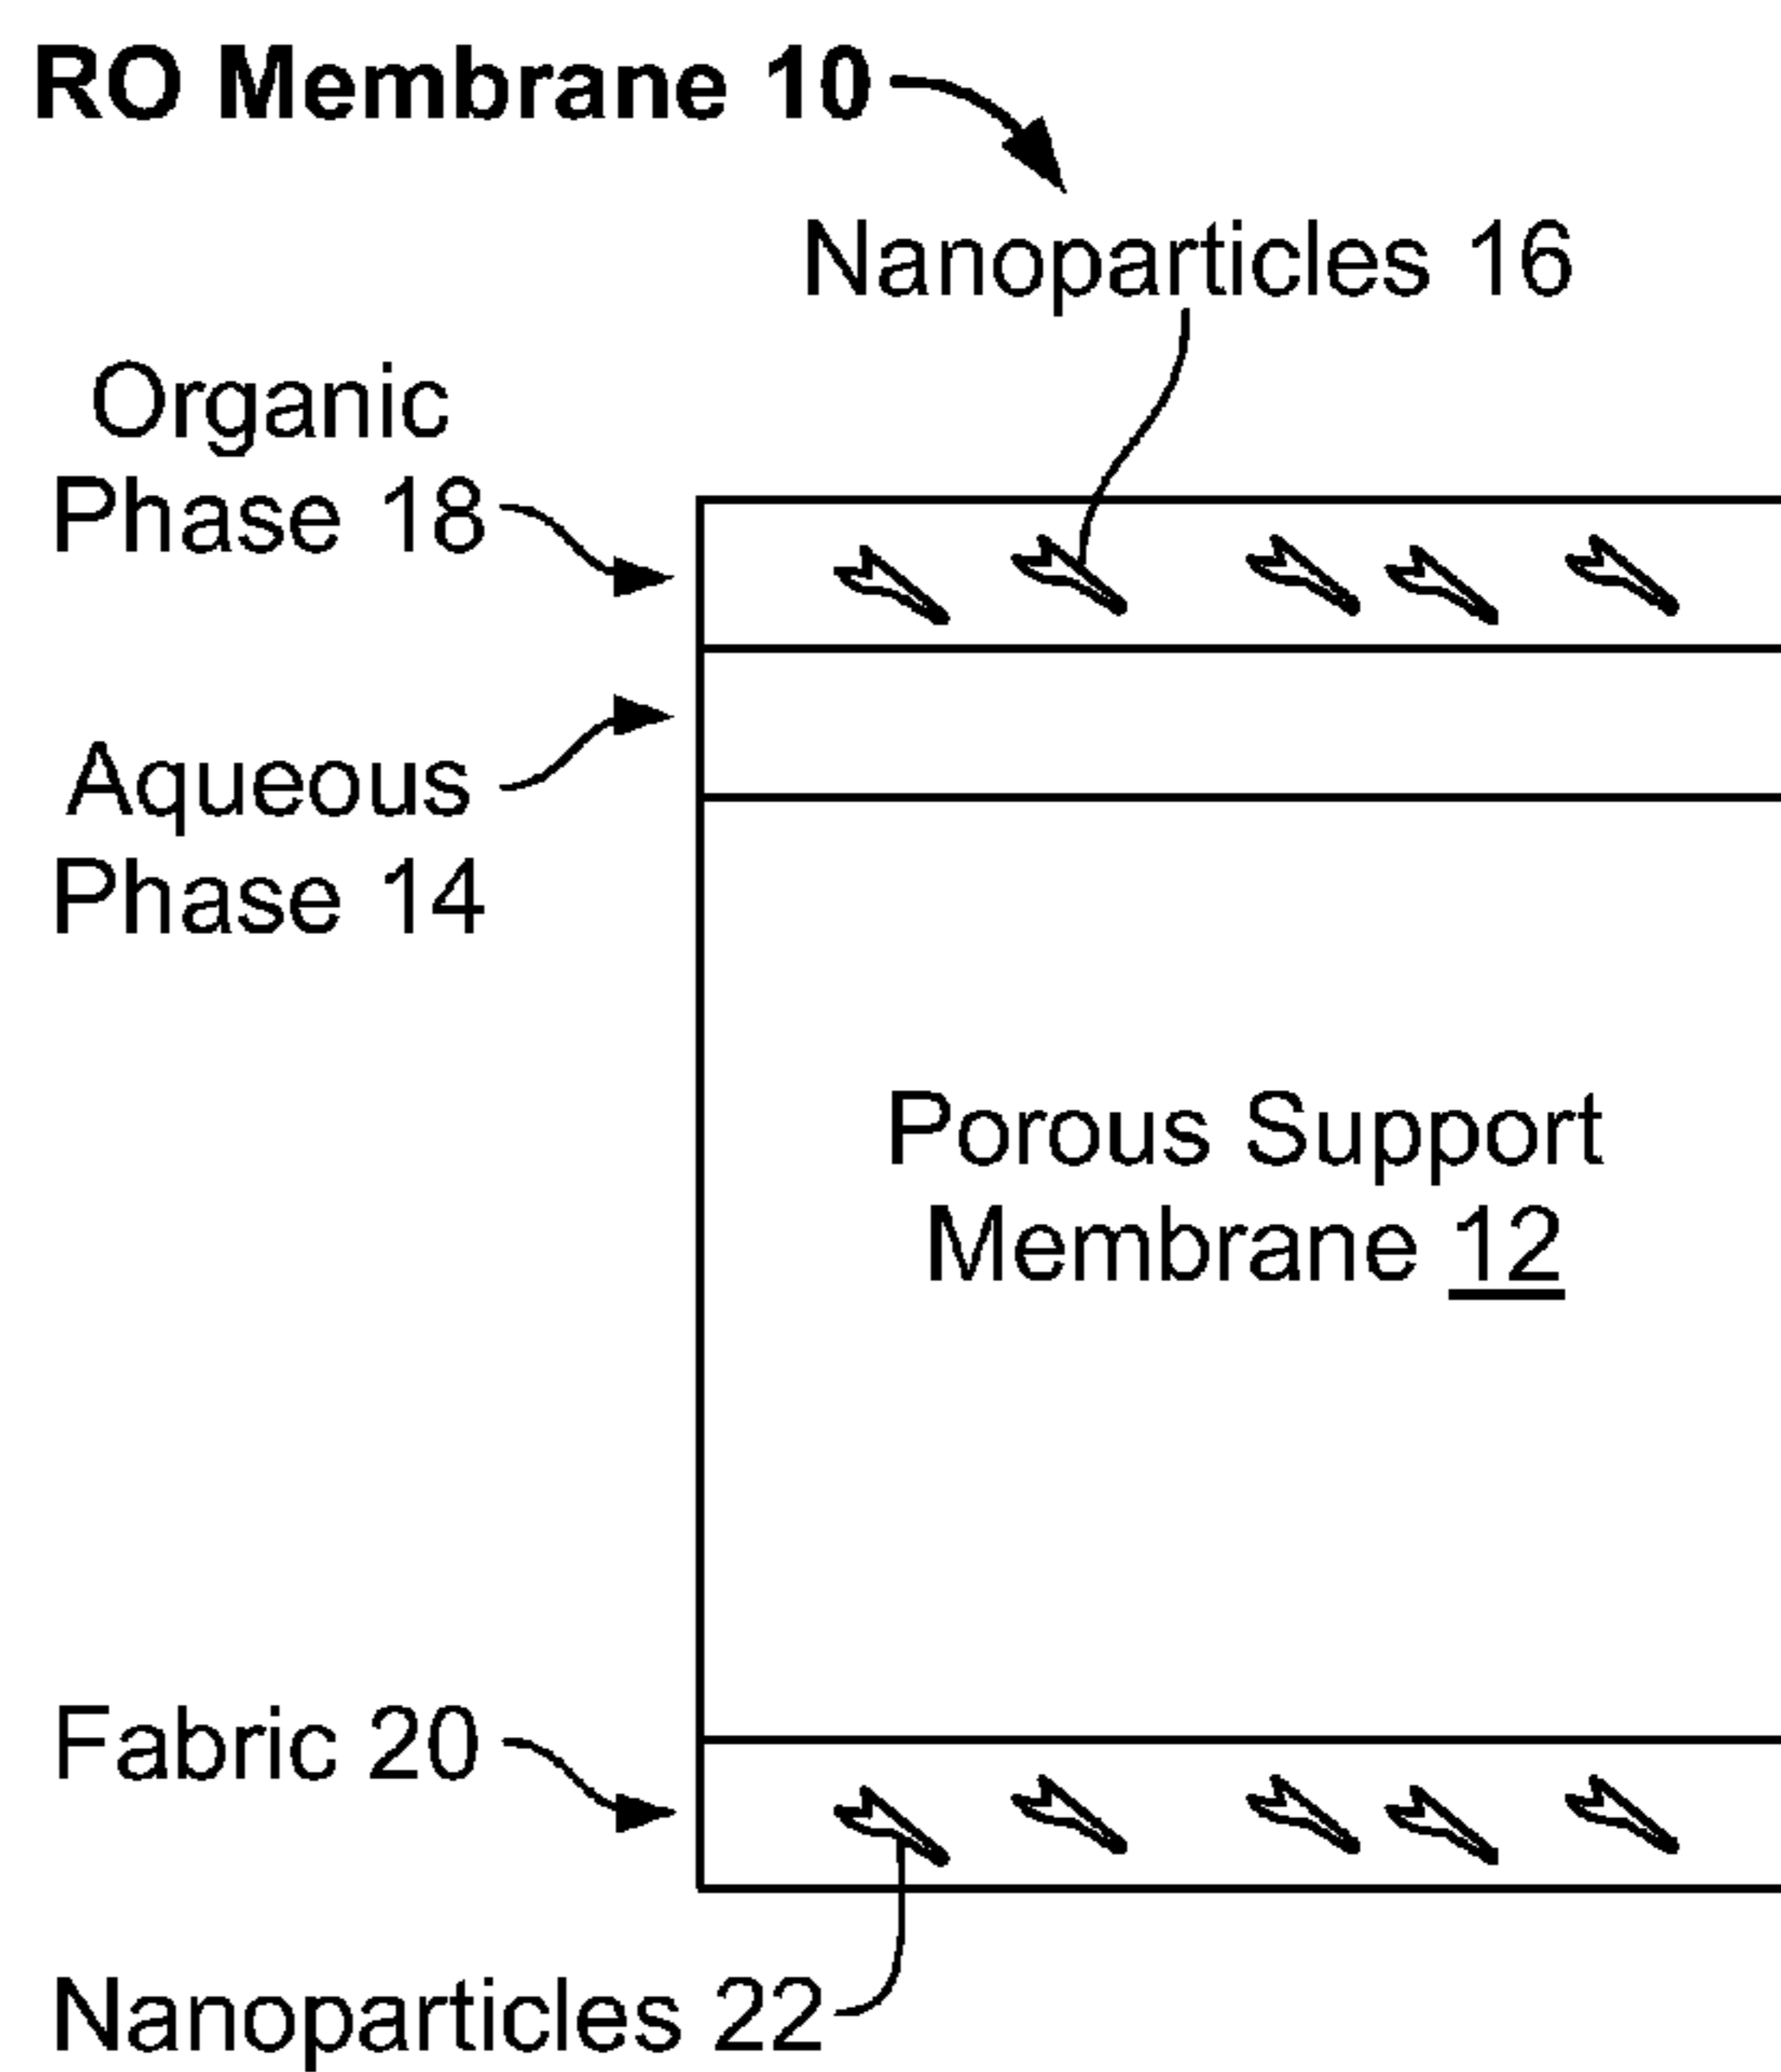 RO Membrane 10
Nanoparticles 16
Organic
Phase 18
Aqueous
Phase 14
Porous Support
Membrane 12
Fabric 20
Nanoparticles 22